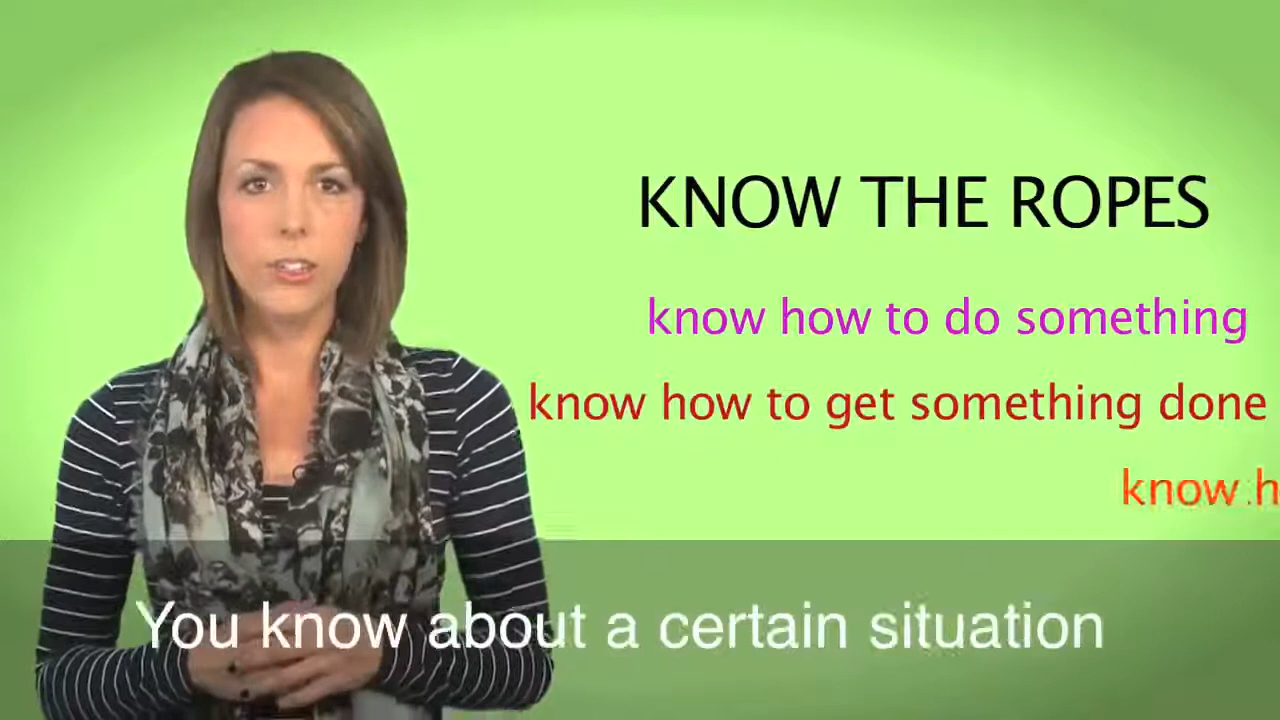 KNOW THE ROPES
know how to do something
know how to get something done
know
You know about a certain situation